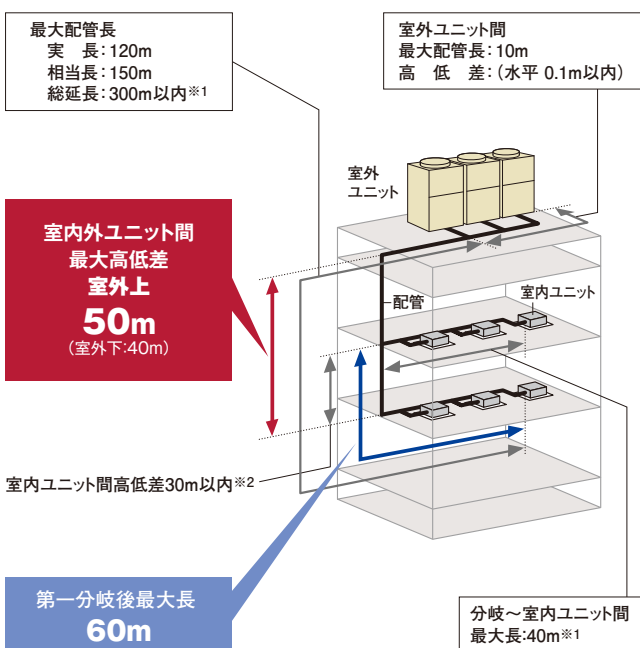 最大配管長
実 長：120m
相当長：150m
総延長：300m以内※1
室外ユニット間
最大配管長：10m
高 低 差：（水平 0.1m以内）
室外
ユニット
室内外ユニット間
最大高低差
室外上
50m
（室外下：40m）
配管
室内ユニット
室内ユニット間高低差30m以内※2
第一分岐後最大長
60m
分岐～室内ユニット間
最大長：40m※1